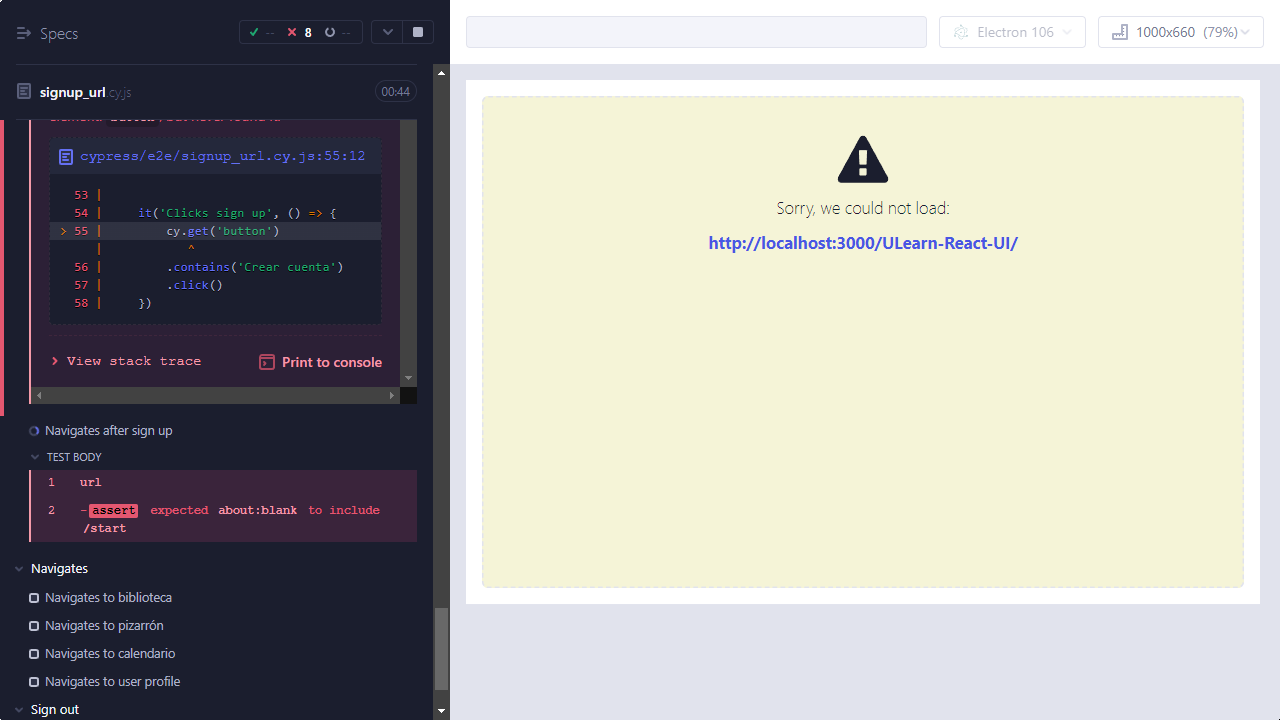 Specs
-- 8 --
Electron 106
1000x660 (79%)
signup_url.cy.js
00:44
cypress/e2e/signup_url.cy.js:55:12
53 |
54 | it('Clicks sign up', () => {
> 55 | cy.get('button')
| ^
56 | .contains('Crear cuenta')
57 | .click()
58 | })
View stack trace
Print to console
Navigates after sign up
TEST BODY
1 url
2 -assert expected about:blank to include
/start
Navigates
Navigates to biblioteca
Navigates to pizarrón
Navigates to calendario
Navigates to user profile
Sign out
Sorry, we could not load:
http://localhost:3000/ULearn-React-UI/